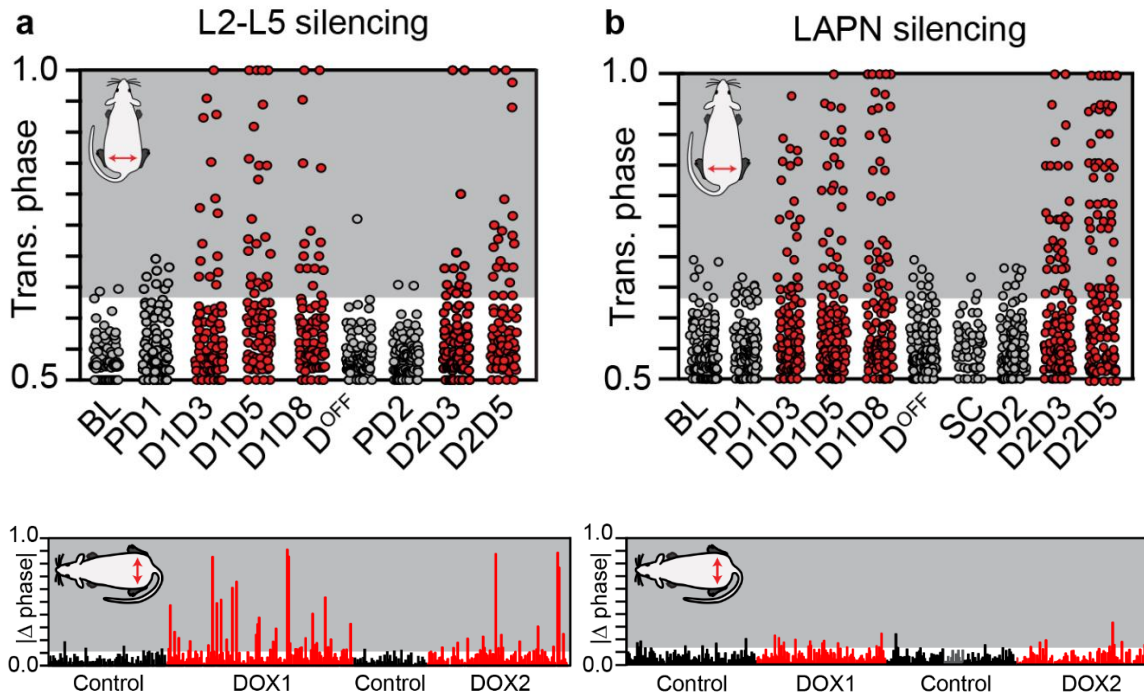 a L2-L5 silencing
1.0
Trans. phase
0.5
BL PD1 D1D3 D1D5 D1D8 DOFF PD2 D2D3 D2D5
b LAPN silencing
1.0
Trans. phase
0.5
BL PD1 D1D3 D1D5 D1D8 DOFF SC PD2 D2D3 D2D5
1.0
|Δ phase|
0.0
Control DOX1 Control DOX2
1.0
|Δ phase|
0.0
Control DOX1 Control DOX2